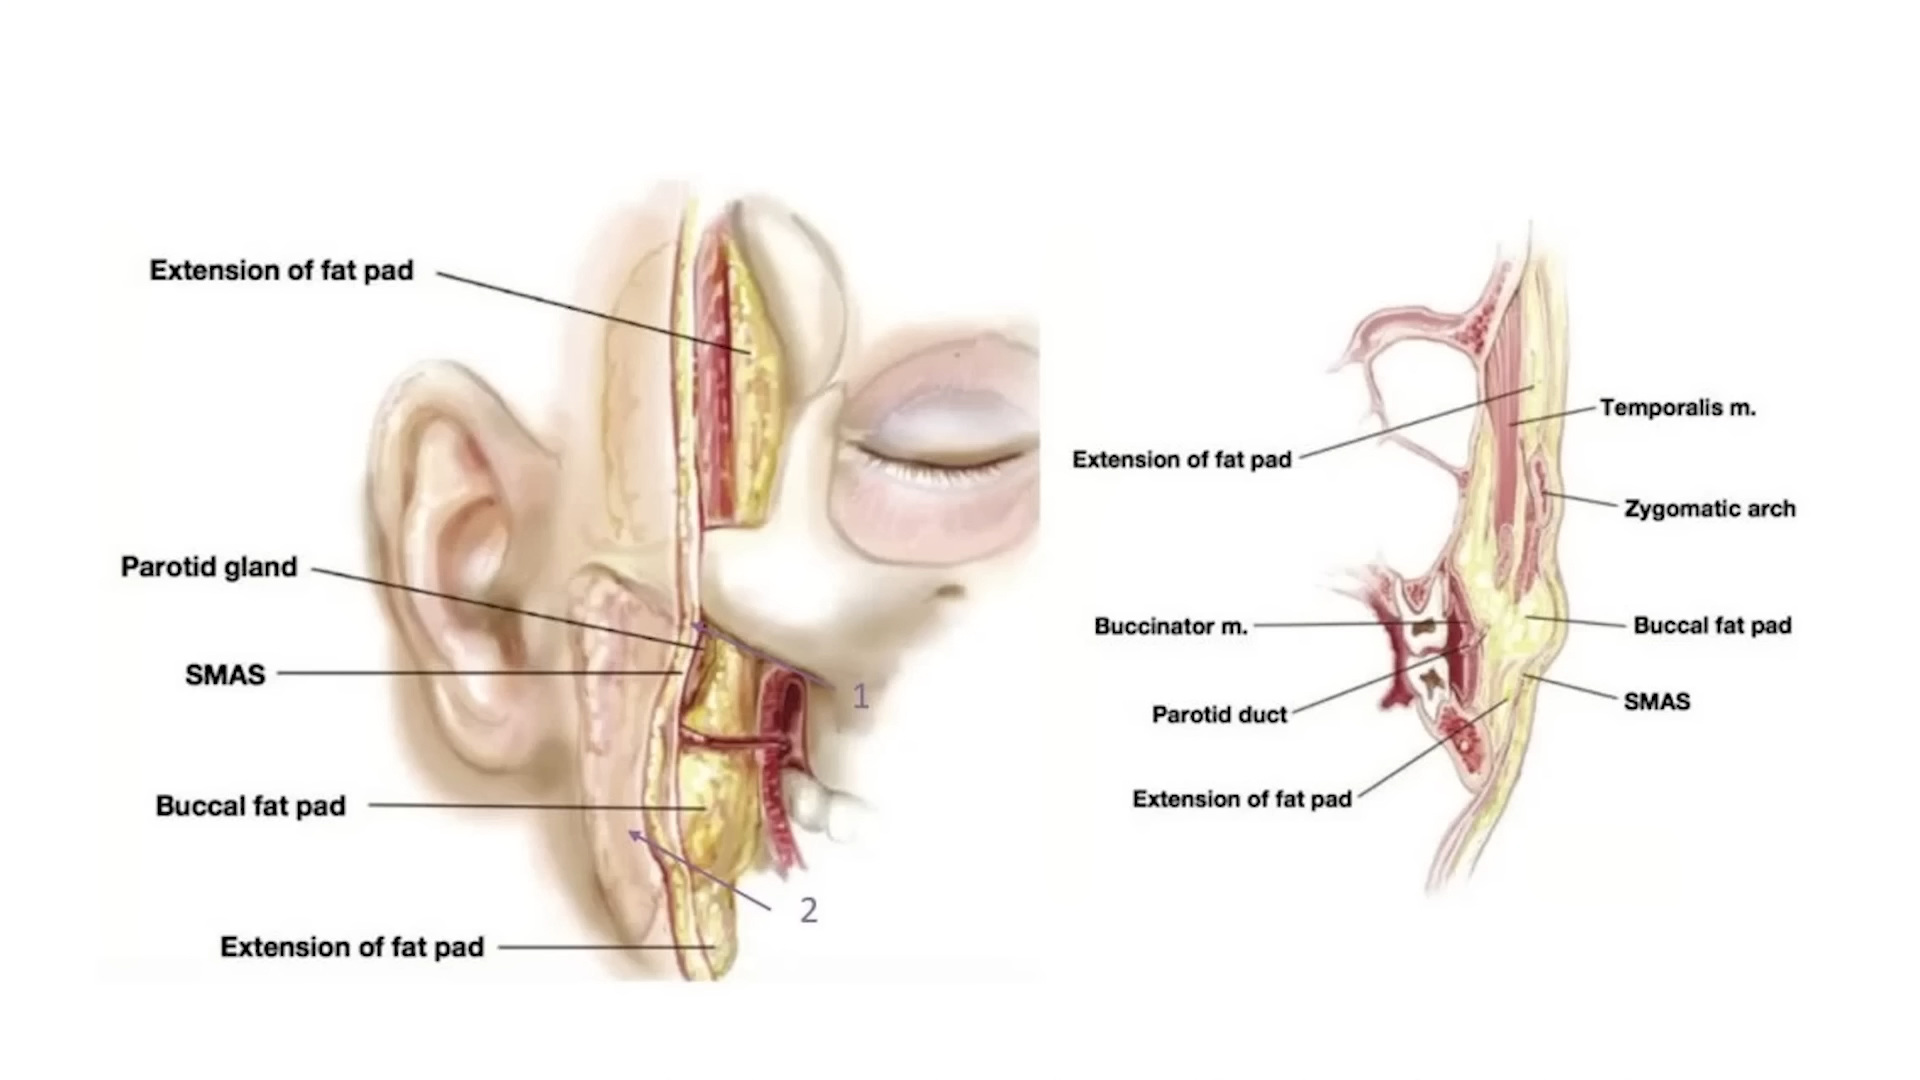 Extension of fat pad
Parotid gland
SMAS
1
Buccal fat pad
2
Extension of fat pad
Temporalis m.
Extension of fat pad
Zygomatic arch
Buccinator m.
Buccal fat pad
Parotid duct
SMAS
Extension of fat pad